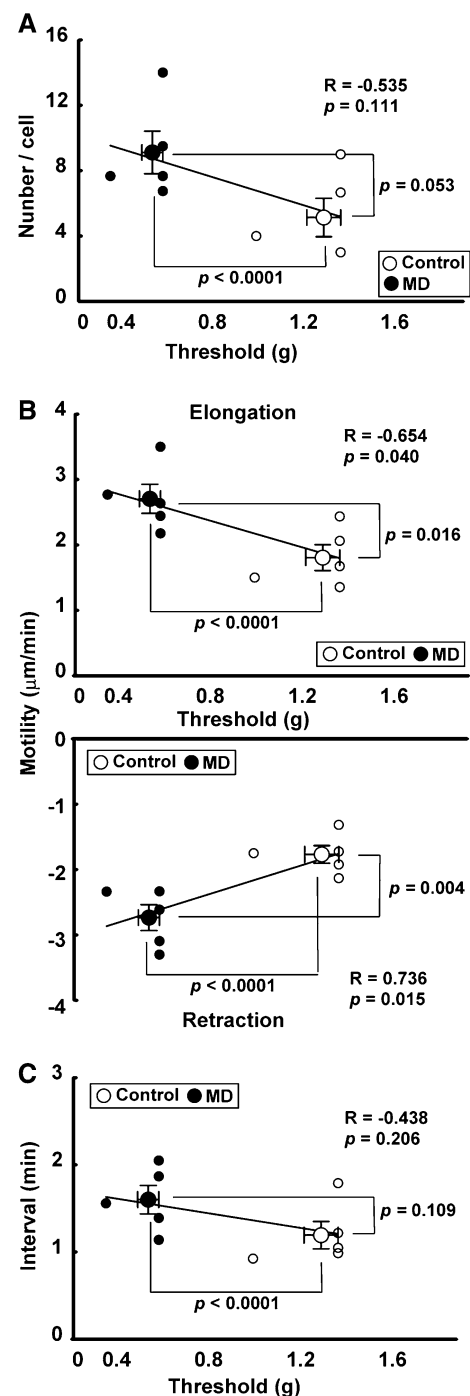 A
16
R = -0.535
p = 0.111
12
Nunber / cell
8
p = 0.053
4
p < 0.0001
Control
MD
0
0 0.4 0.8 1.2 1.6
Threshold (g)
B
Elongation
4
R = -0.654
p = 0.040
3
p = 0.016
2
1
p < 0.0001
Control MD
0
0 0.4 0.8 1.2 1.6
Threshold (g)
Motility (μm/min)
0
Control MD
-1
-2
p = 0.004
-3
p < 0.0001
R = 0.736
p = 0.015
-4
Retraction
C
3
Control MD
R = -0.438
p = 0.206
2
Interval (min)
p = 0.109
1
p < 0.0001
0
0 0.4 0.8 1.2 1.6
Threshold (g)